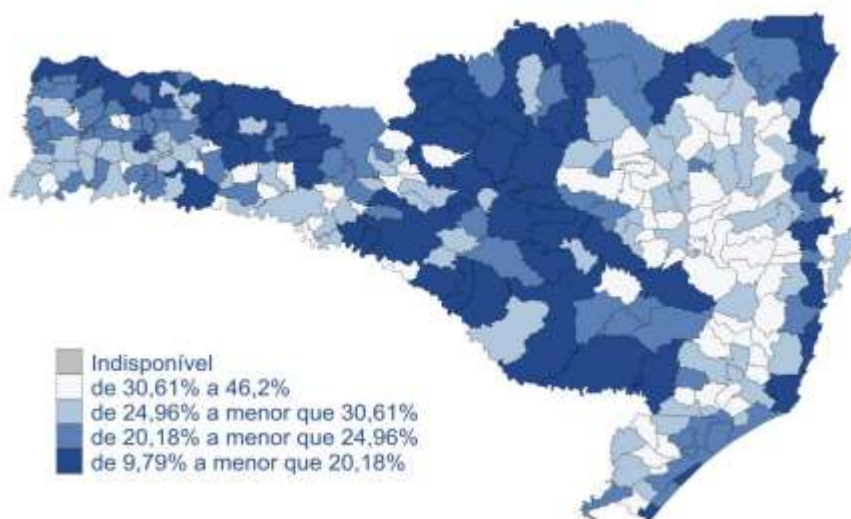 Indisponível
de 30,61% a 46,2%
de 24,96% a menor que 30,61%
de 20,18% a menor que 24,96%
de 9,79% a menor que 20,18%